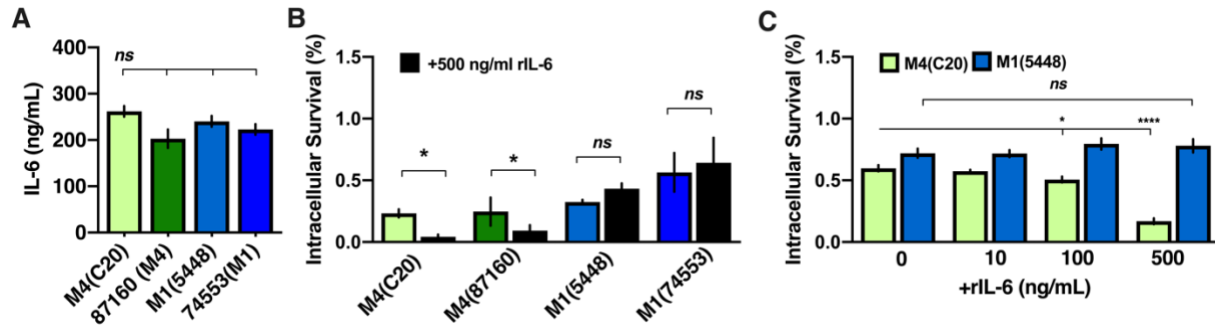 A
IL-6 (ng/mL)
400
300
200
100
0
ns
M4(C20)
87160 (M4)
M1(5448)
74553(M1)
B
Intracellular Survival (%)
1.5
1.0
0.5
0.0
+500 ng/ml rIL-6
*
*
ns
ns
M4(C20)
M4(87160)
M1(5448)
M1(74553)
C
Intracellular Survival (%)
1.5
1.0
0.5
0.0
M4(C20) M1(5448)
ns
* ****
0 10 100 500
+rIL-6 (ng/mL)